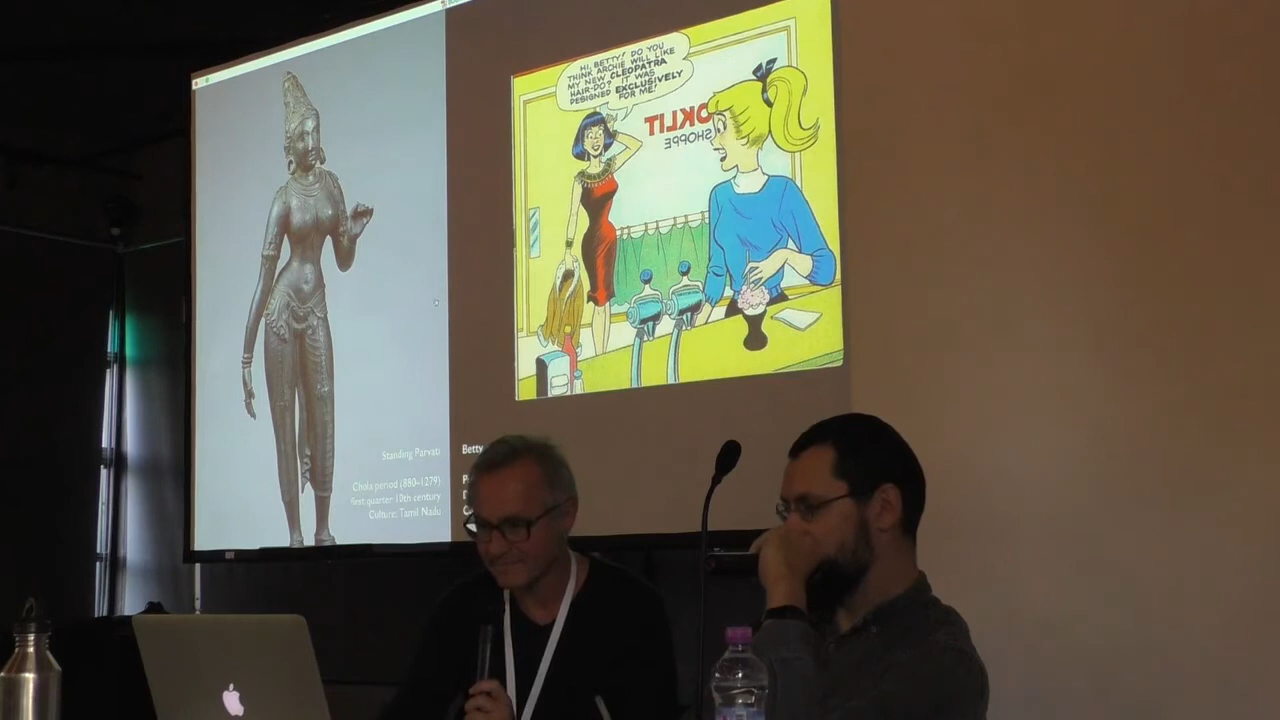 HI, BETTY! DO YOU
THINK ARCHIE WILL LIKE
MY NEW CLEOPATRA
HAIR-DO? IT WAS
DESIGNED EXCLUSIVELY
FOR ME!
OKLIT
SHOPPE
Standing Parvati
Chola period (880–1279)
first quarter 10th century
Culture: Tamil Nadu
Betty